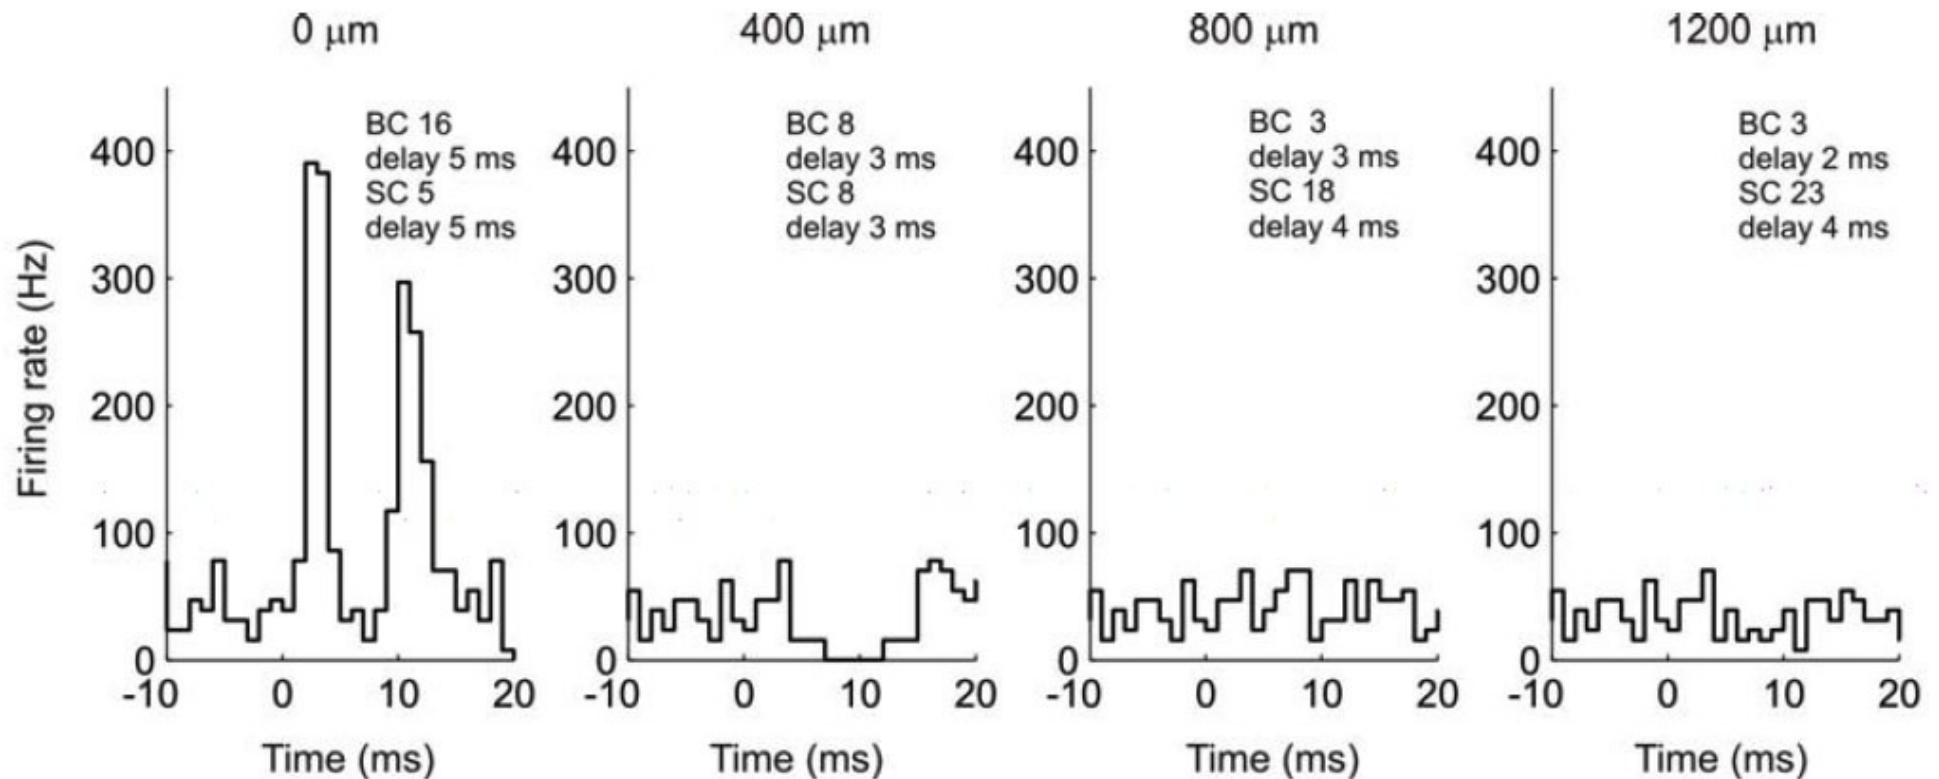 0 μm
400 μm
800 μm
1200 μm
Firing rate (Hz)
400
300
200
100
0
BC 16
delay 5 ms
SC 5
delay 5 ms
-10 0 10 20
Time (ms)
400
300
200
100
0
BC 8
delay 3 ms
SC 8
delay 3 ms
-10 0 10 20
Time (ms)
400
300
200
100
0
BC 3
delay 3 ms
SC 18
delay 4 ms
-10 0 10 20
Time (ms)
400
300
200
100
0
BC 3
delay 2 ms
SC 23
delay 4 ms
-10 0 10 20
Time (ms)